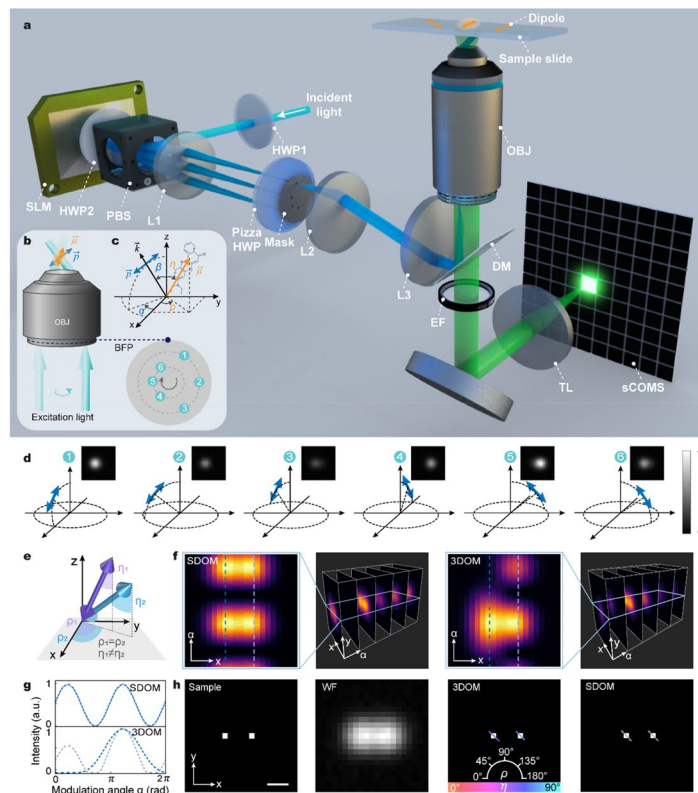 a
Dipole
Sample slide
Incident
light
HWP1
OBJ
SLM
HWP2
PBS
L1
Pizza
HWP
Mask
L2
L3
DM
EF
TL
sCOMS
b
μ⃗
p⃗
OBJ
BFP
Excitation light
c
z
k⃗
p⃗
β
η
μ⃗
y
α
ρ
x
1
2
3
4
5
6
d
1
2
3
4
5
6
e
z
η₁
η₂
ρ₁
ρ₂
y
x
ρ₁=ρ₂
η₁≠η₂
f
SDOM
α
x
x
y
α
3DOM
α
x
x
y
α
g
1
SDOM
0
1
3DOM
0
0
π
2π
Intensity (a.u.)
Modulation angle α (rad)
h
Sample
y
x
WF
3DOM
90°
45°
135°
0°
ρ
180°
0°
η
90°
SDOM